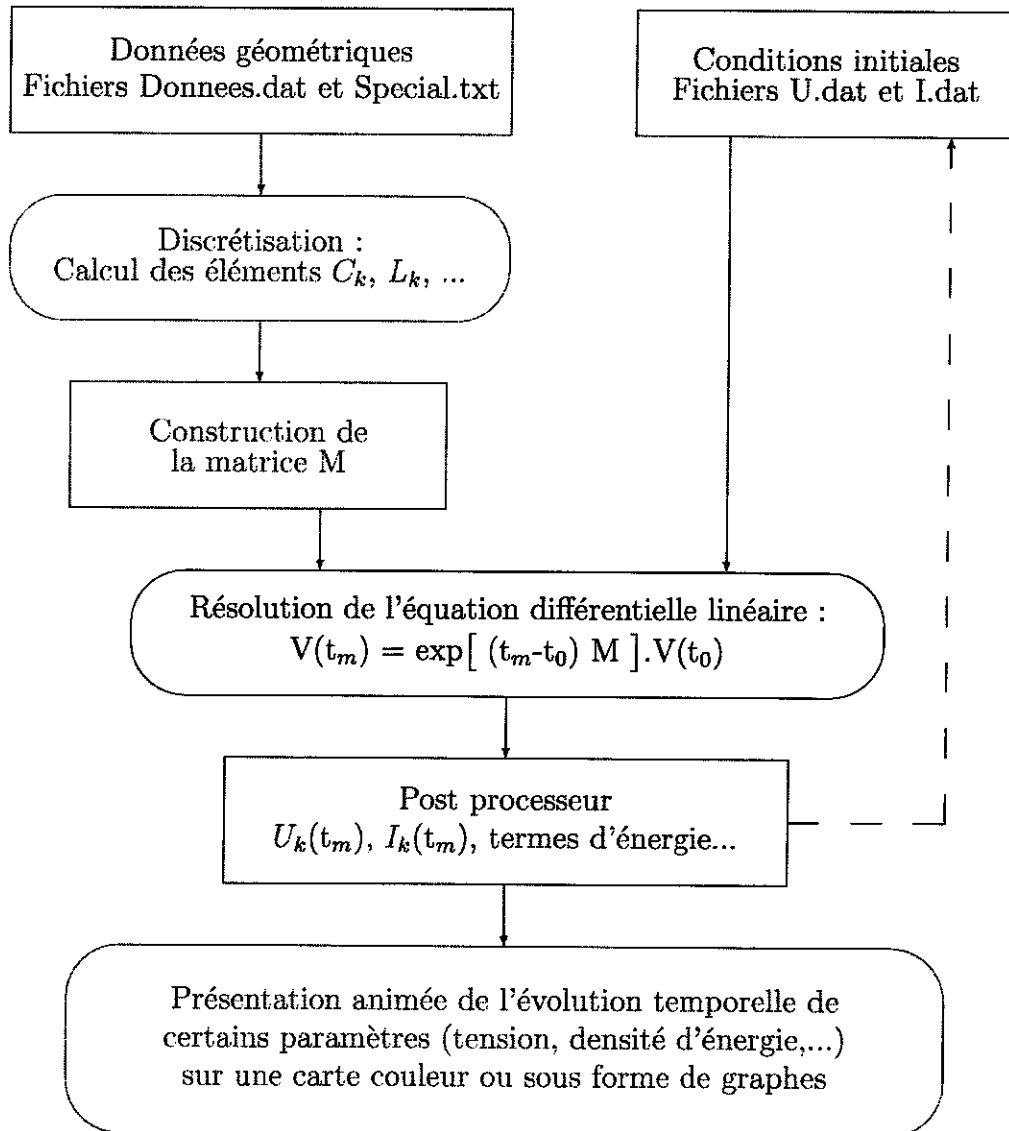 Données géométriques
Fichiers Donnees.dat et Special.txt
Conditions initiales
Fichiers U.dat et I.dat
Discrétisation :
Calcul des éléments C_k, L_k, ...
Construction de
la matrice M
Résolution de l'équation différentielle linéaire :
V(t_m) = exp[ (t_m-t_0) M ].V(t_0)
Post processeur
U_k(t_m), I_k(t_m), termes d'énergie...
Présentation animée de l'évolution temporelle de
certains paramètres (tension, densité d'énergie,...)
sur une carte couleur ou sous forme de graphes